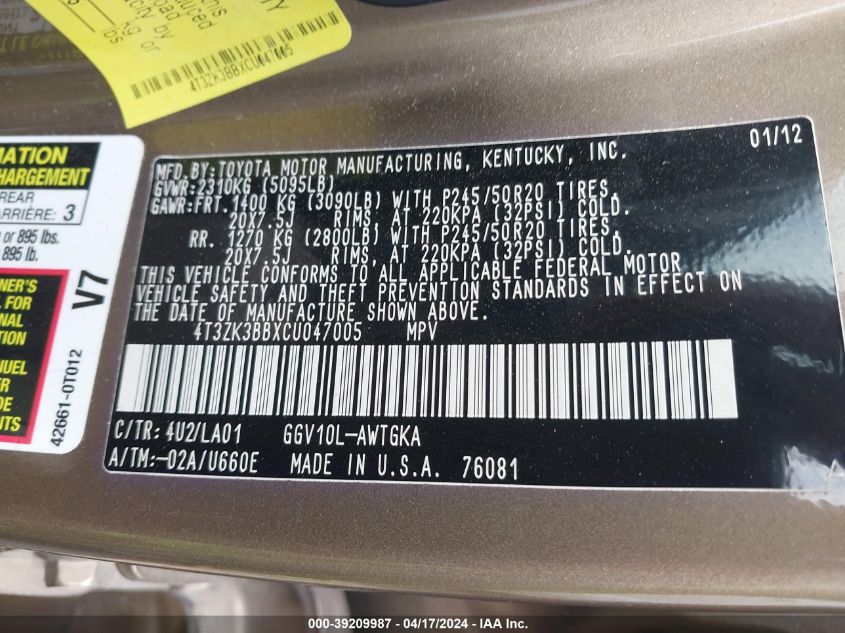 4T3ZK3BBXCU047005
MATION
HARGEMENT
REAR
ARRIÈRE: 3
or 895 lbs.
895 lb.
V7
42661-0T012
01/12
MFD.BY:TOYOTA MOTOR MANUFACTURING, KENTUCKY, INC.
GVWR:2310KG (5095LB)
GAWR:FRT.1400 KG (3090LB) WITH P245/50R20 TIRES.
20X7.5J RIMS, AT 220KPA (32PSI) COLD.
RR. 1270 KG (2800LB) WITH P245/50R20 TIRES.
20X7.5J RIMS, AT 220KPA (32PSI) COLD.
THIS VEHICLE CONFORMS TO ALL APPLICABLE FEDERAL MOTOR
VEHICLE SAFETY AND THEFT PREVENTION STANDARDS IN EFFECT ON
THE DATE OF MANUFACTURE SHOWN ABOVE.
4T3ZK3BBXCU047005 MPV
C/TR: 4U2/LA01 GGV10L-AWTGKA
A/TM:-02A/U660E MADE IN U.S.A. 76081
000-39209987 - 04/17/2024 - IAAI.COM